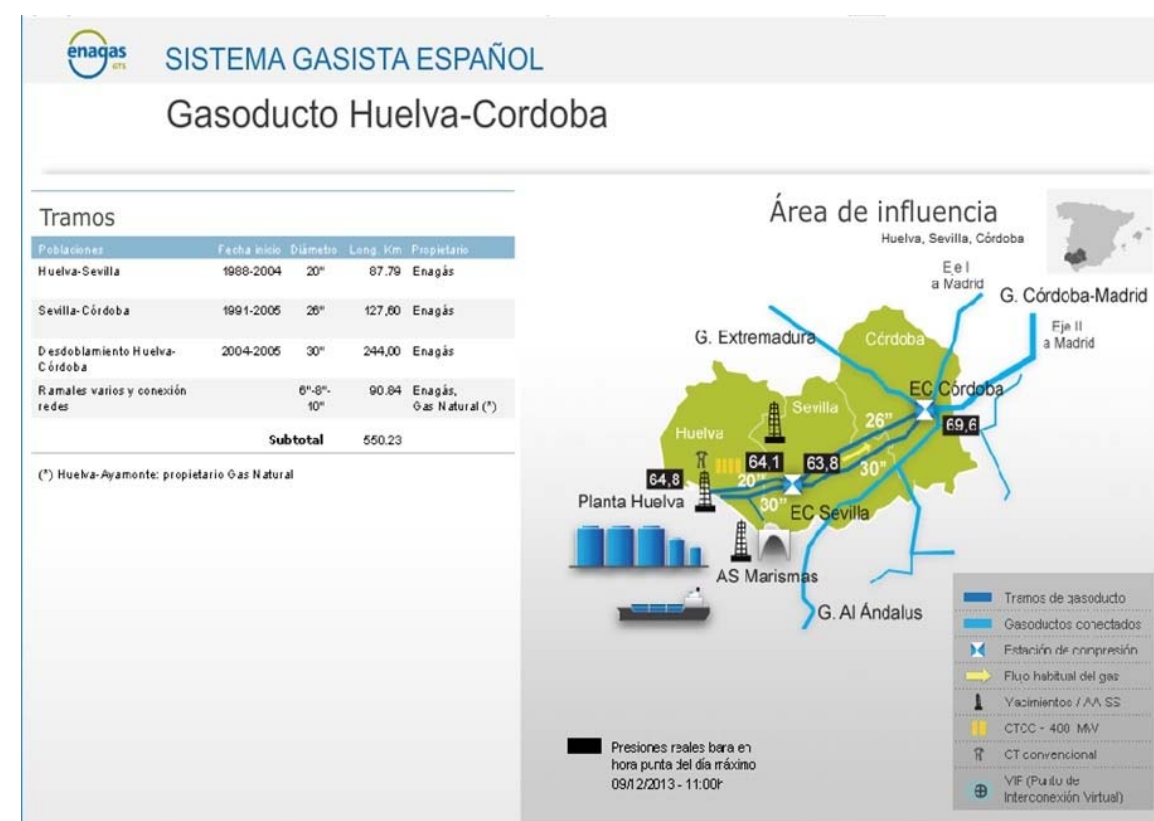 enagas
GTS
SISTEMA GASISTA ESPAÑOL
Gasoducto Huelva-Cordoba
Tramos
Poblaciones Fecha inicio Diámetro Long. Km Propietario
Huelva-Sevilla 1988-2004 20" 87.79 Enagás
Sevilla-Córdoba 1991-2005 26" 127,60 Enagás
Desdoblamiento Huelva- 2004-2005 30" 244,00 Enagás
Córdoba
Ramales varios y conexión 6"-8"- 90.84 Enagás,
redes 10" Gas Natural (*)
Subtotal 550.23
(*) Huelva-Ayamonte: propietario Gas Natural
Área de influencia
Huelva, Sevilla, Córdoba
Eje I
a Madrid
G. Córdoba-Madrid
Eje II
a Madrid
G. Extremadura
Córdoba
EC Córdoba
Sevilla
26"
69,6
Huelva
64,1
63,8
30"
64,8
20"
Planta Huelva
30"
EC Sevilla
AS Marismas
G. Al Ándalus
Tramos de gasoducto
Gasoductos conectados
Estación de compresión
Flujo habitual del gas
Yacimientos / AA SS
CTCC - 400 MW
CT convencional
VIF (Punto de
Interconexión Virtual)
Presiones reales bara en
hora punta del día máximo
09/12/2013 - 11:00h